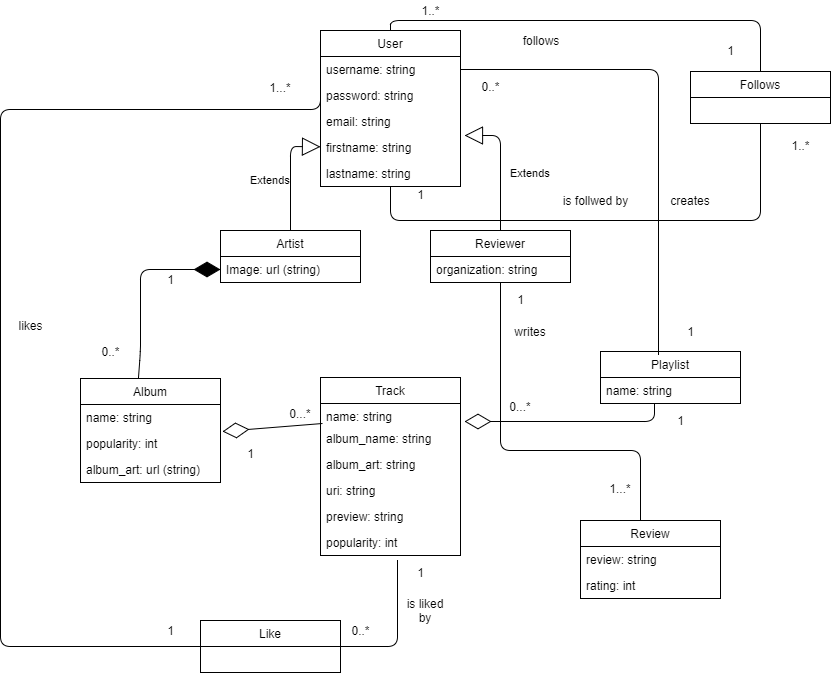 1..*
User
follows
1
username: string
0..*
Follows
password: string
1...*
email: string
firstname: string
1..*
lastname: string
Extends
Extends
1
is follwed by
creates
Artist
Reviewer
Image: url (string)
organization: string
1
1
likes
writes
1
0..*
Album
Track
Playlist
name: string
name: string
name: string
0...*
0...*
album_name: string
1
popularity: int
1
album_art: string
album_art: url (string)
uri: string
1...*
preview: string
popularity: int
Review
review: string
1
rating: int
is liked
by
1
Like
0..*